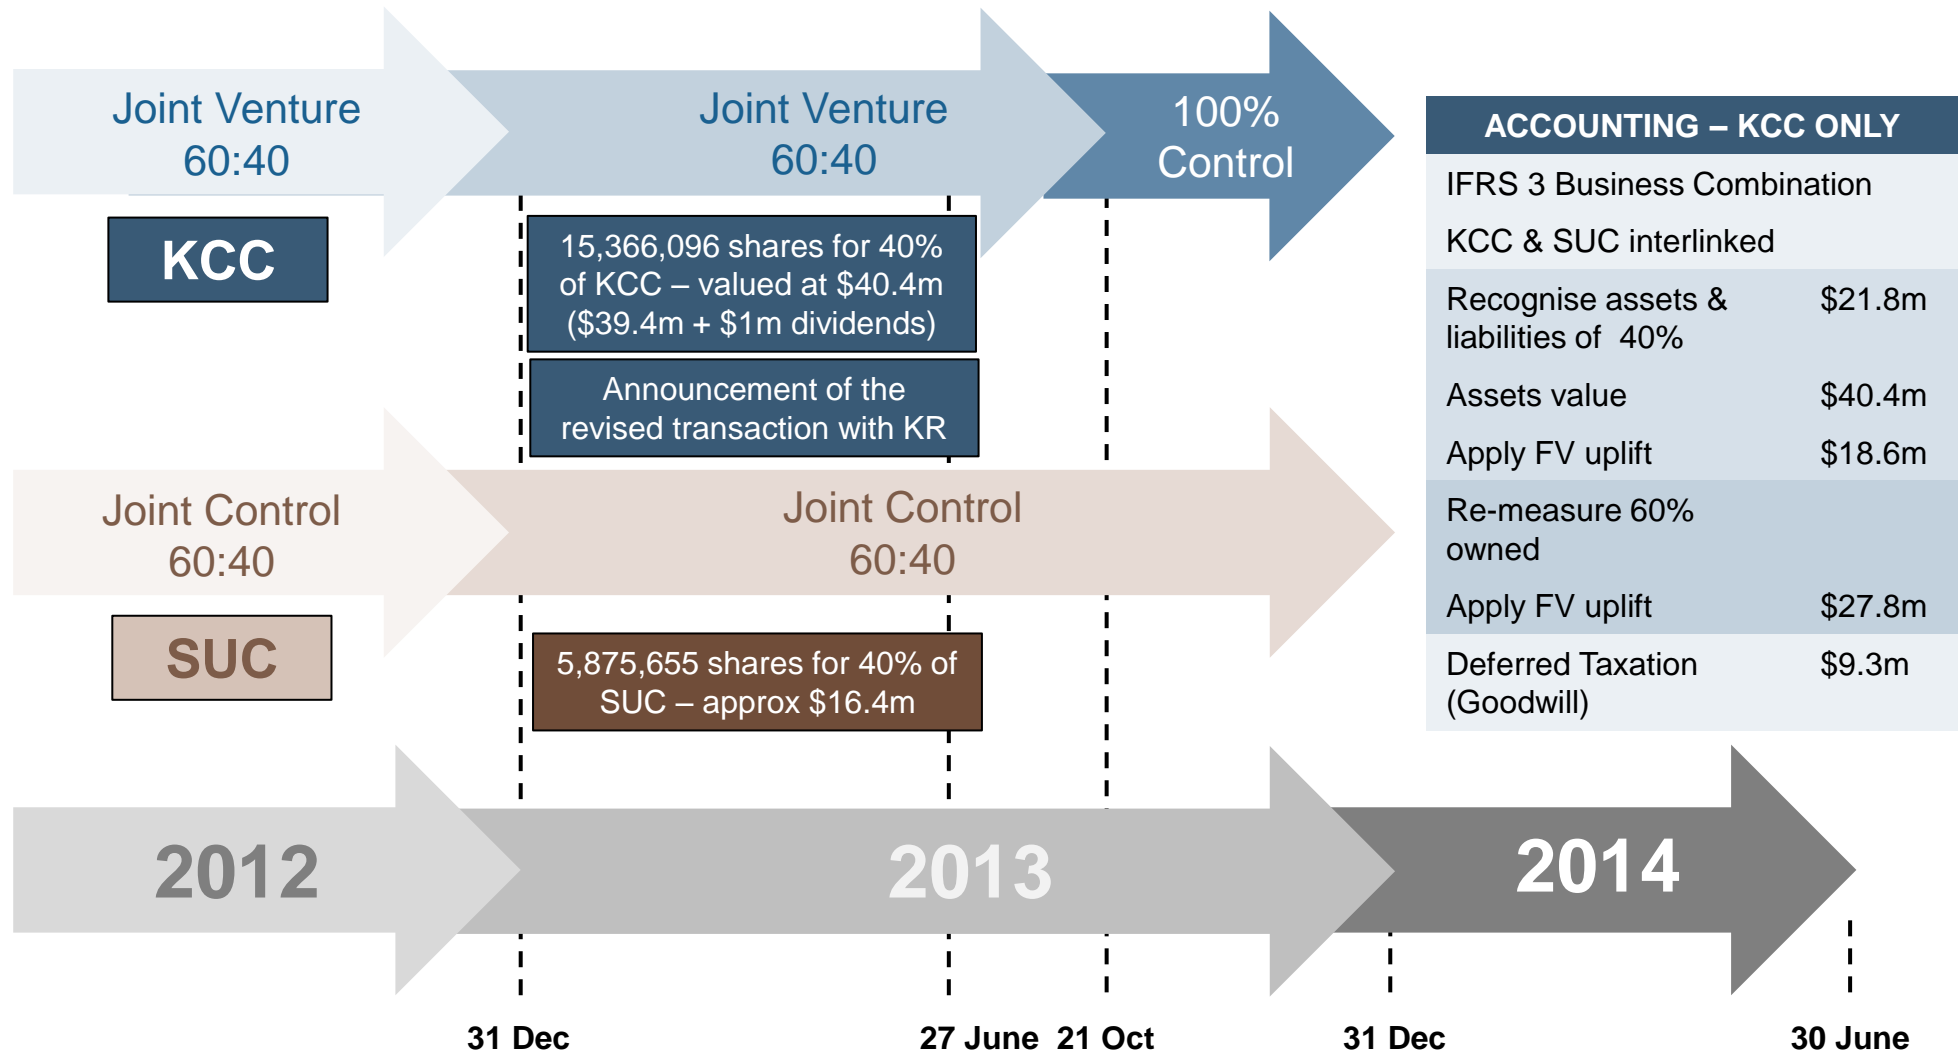 Joint Venture
60:40
Joint Venture
60:40
100%
Control
KCC
15,366,096 shares for 40%
of KCC – valued at $40.4m
($39.4m + $1m dividends)
Announcement of the
revised transaction with KR
Joint Control
60:40
Joint Control
60:40
SUC
5,875,655 shares for 40% of
SUC – approx $16.4m
2012
2013
2014
31 Dec
27 June
21 Oct
31 Dec
30 June
ACCOUNTING – KCC ONLY
IFRS 3 Business Combination
KCC & SUC interlinked
Recognise assets & $21.8m
liabilities of 40%
Assets value $40.4m
Apply FV uplift $18.6m
Re-measure 60%
owned
Apply FV uplift $27.8m
Deferred Taxation $9.3m
(Goodwill)